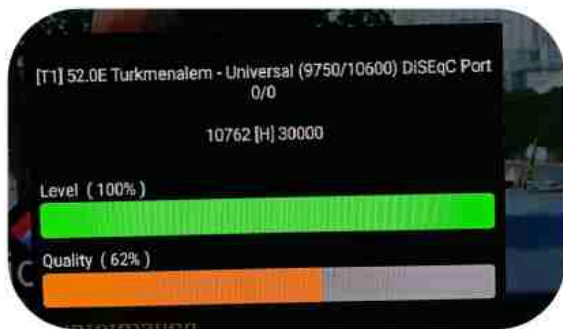 [T1] 52.0E Turkmenalem - Universal (9750/10600) DiSEqC Port
0/0
10762 [H] 30000
Level ( 100% )
Quality ( 62% )